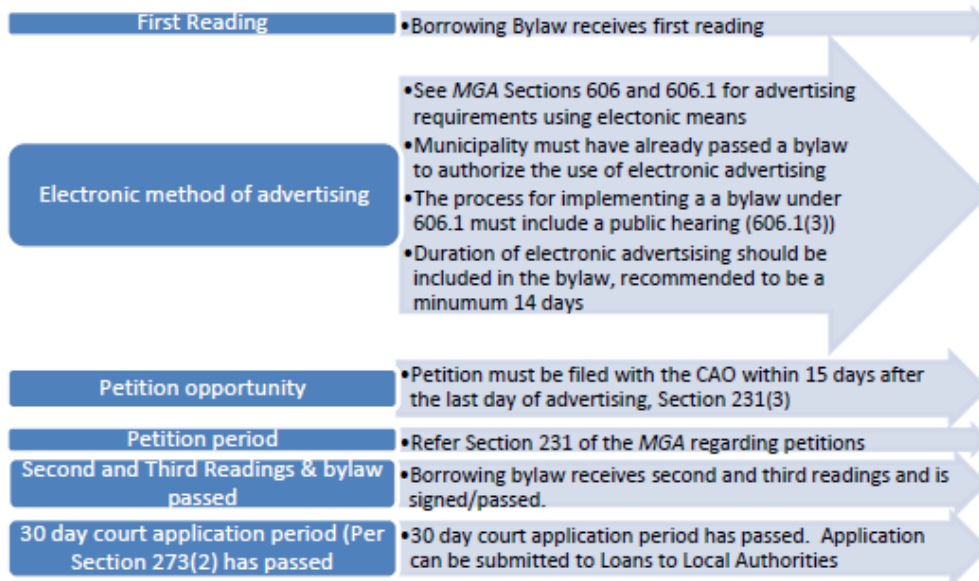 First Reading
•Borrowing Bylaw receives first reading
Electronic method of advertising
•See MGA Sections 606 and 606.1 for advertising
requirements using electonic means
•Municipality must have already passed a bylaw
to authorize the use of electronic advertising
•The process for implementing a a bylaw under
606.1 must include a public hearing (606.1(3))
•Duration of electronic advertsising should be
included in the bylaw, recommended to be a
minumum 14 days
Petition opportunity
•Petition must be filed with the CAO within 15 days after
the last day of advertising, Section 231(3)
Petition period
•Refer Section 231 of the MGA regarding petitions
Second and Third Readings & bylaw
passed
•Borrowing bylaw receives second and third readings and is
signed/passed.
30 day court application period (Per
Section 273(2) has passed
•30 day court application period has passed.  Application
can be submitted to Loans to Local Authorities